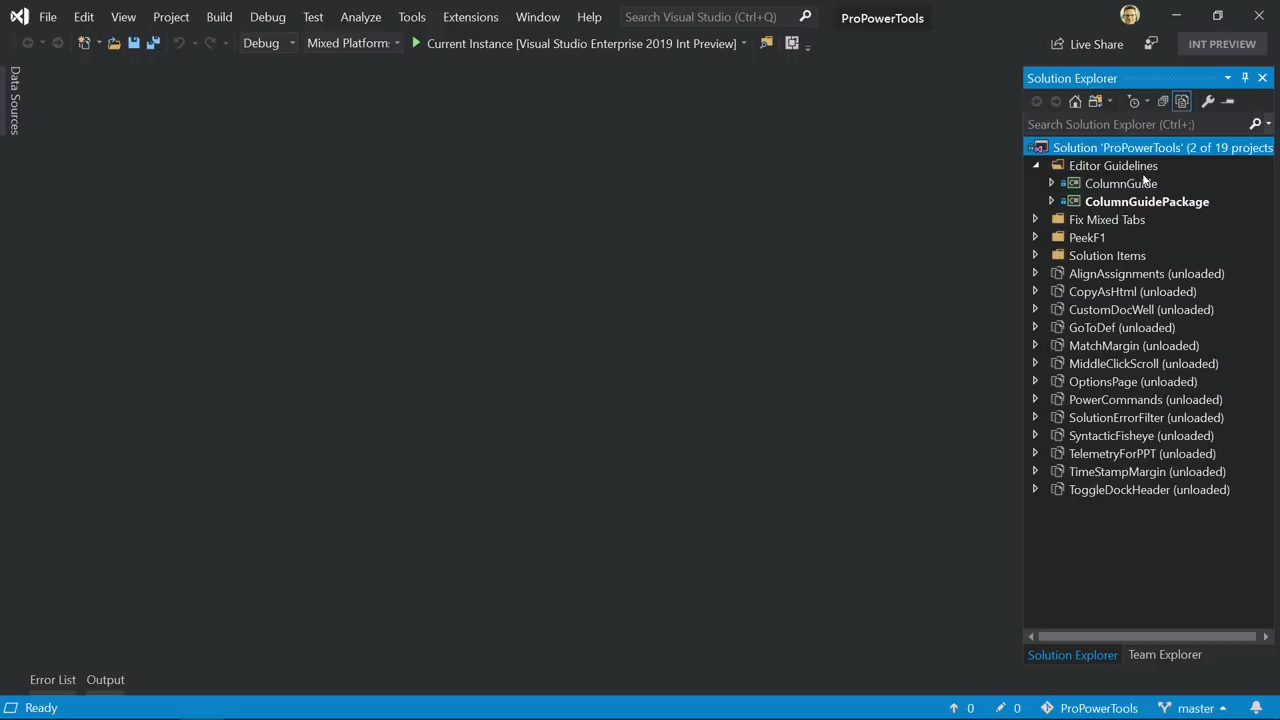 File Edit View Project Build Debug Test Analyze Tools Extensions Window Help Search Visual Studio (Ctrl+Q) ProPowerTools
Debug Mixed Platform: Current Instance [Visual Studio Enterprise 2019 Int Preview] Live Share INT PREVIEW
Data Sources
Solution Explorer
Search Solution Explorer (Ctrl+;)
Solution 'ProPowerTools' (2 of 19 projects
Editor Guidelines
ColumnGuide
ColumnGuidePackage
Fix Mixed Tabs
PeekF1
Solution Items
AlignAssignments (unloaded)
CopyAsHtml (unloaded)
CustomDocWell (unloaded)
GoToDef (unloaded)
MatchMargin (unloaded)
MiddleClickScroll (unloaded)
OptionsPage (unloaded)
PowerCommands (unloaded)
SolutionErrorFilter (unloaded)
SyntacticFisheye (unloaded)
TelemetryForPPT (unloaded)
TimeStampMargin (unloaded)
ToggleDockHeader (unloaded)
Solution Explorer Team Explorer
Error List Output
Ready 0 0 ProPowerTools master